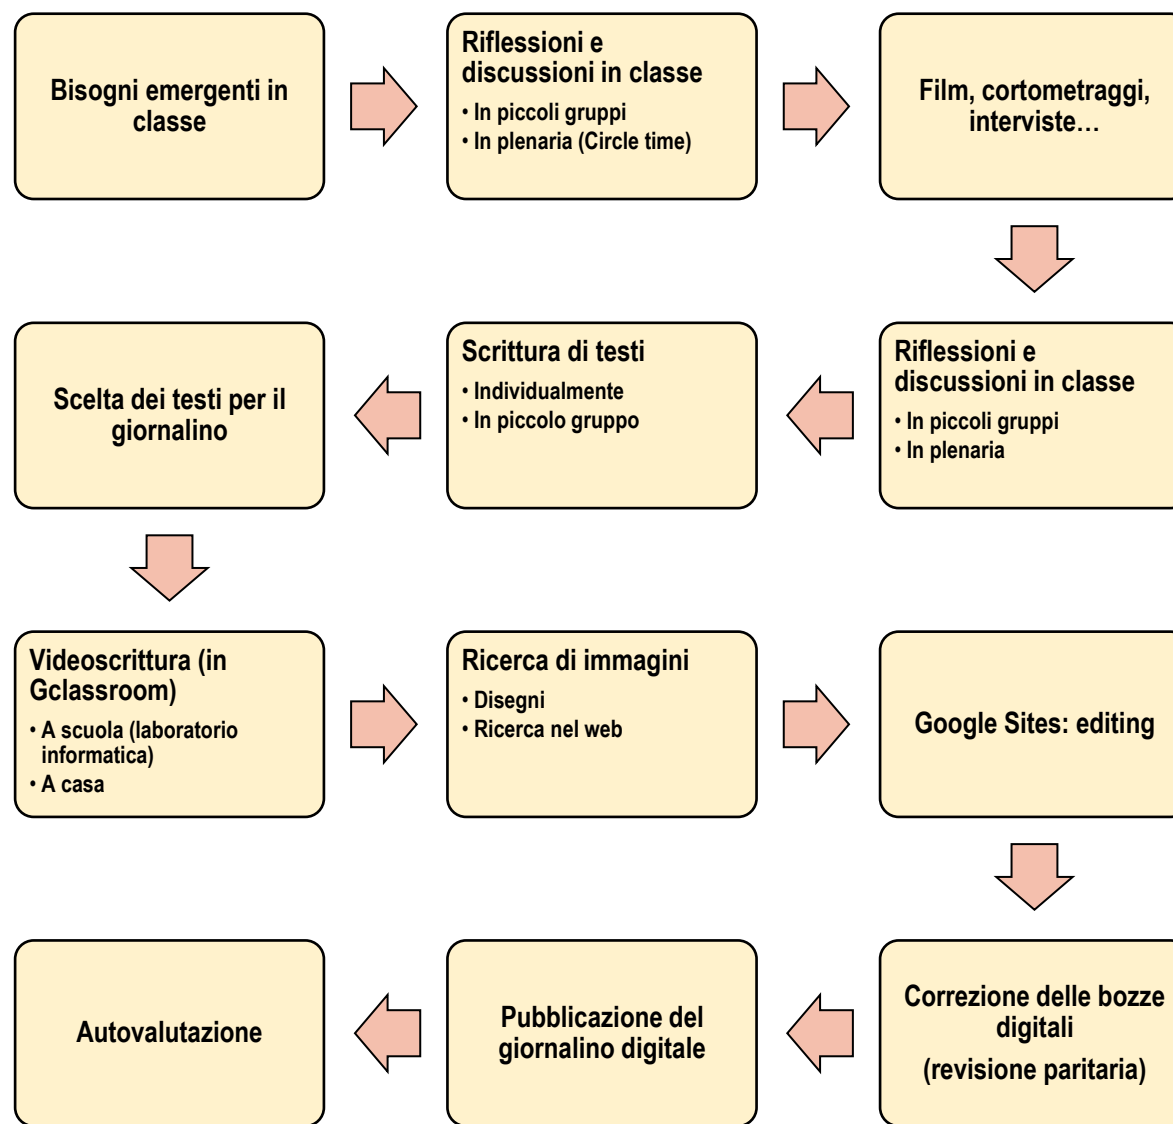 Bisogni emergenti in
classe
Riflessioni e
discussioni in classe
• In piccoli gruppi
• In plenaria (Circle time)
Film, cortometraggi,
interviste…
Riflessioni e
discussioni in classe
• In piccoli gruppi
• In plenaria
Scrittura di testi
• Individualmente
• In piccolo gruppo
Scelta dei testi per il
giornalino
Videoscrittura (in
Gclassroom)
• A scuola (laboratorio
informatica)
• A casa
Ricerca di immagini
• Disegni
• Ricerca nel web
Google Sites: editing
Correzione delle bozze
digitali
(revisione paritaria)
Pubblicazione del
giornalino digitale
Autovalutazione